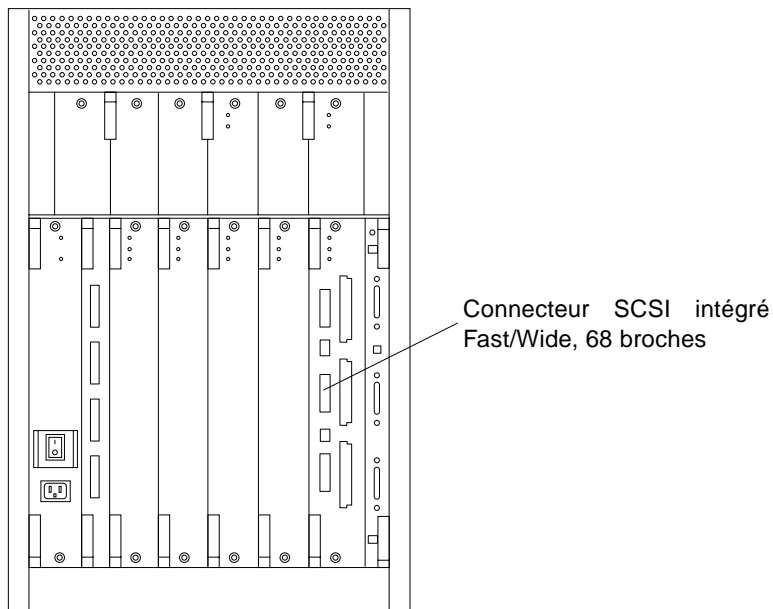 Connecteur SCSI intégré
Fast/Wide, 68 broches